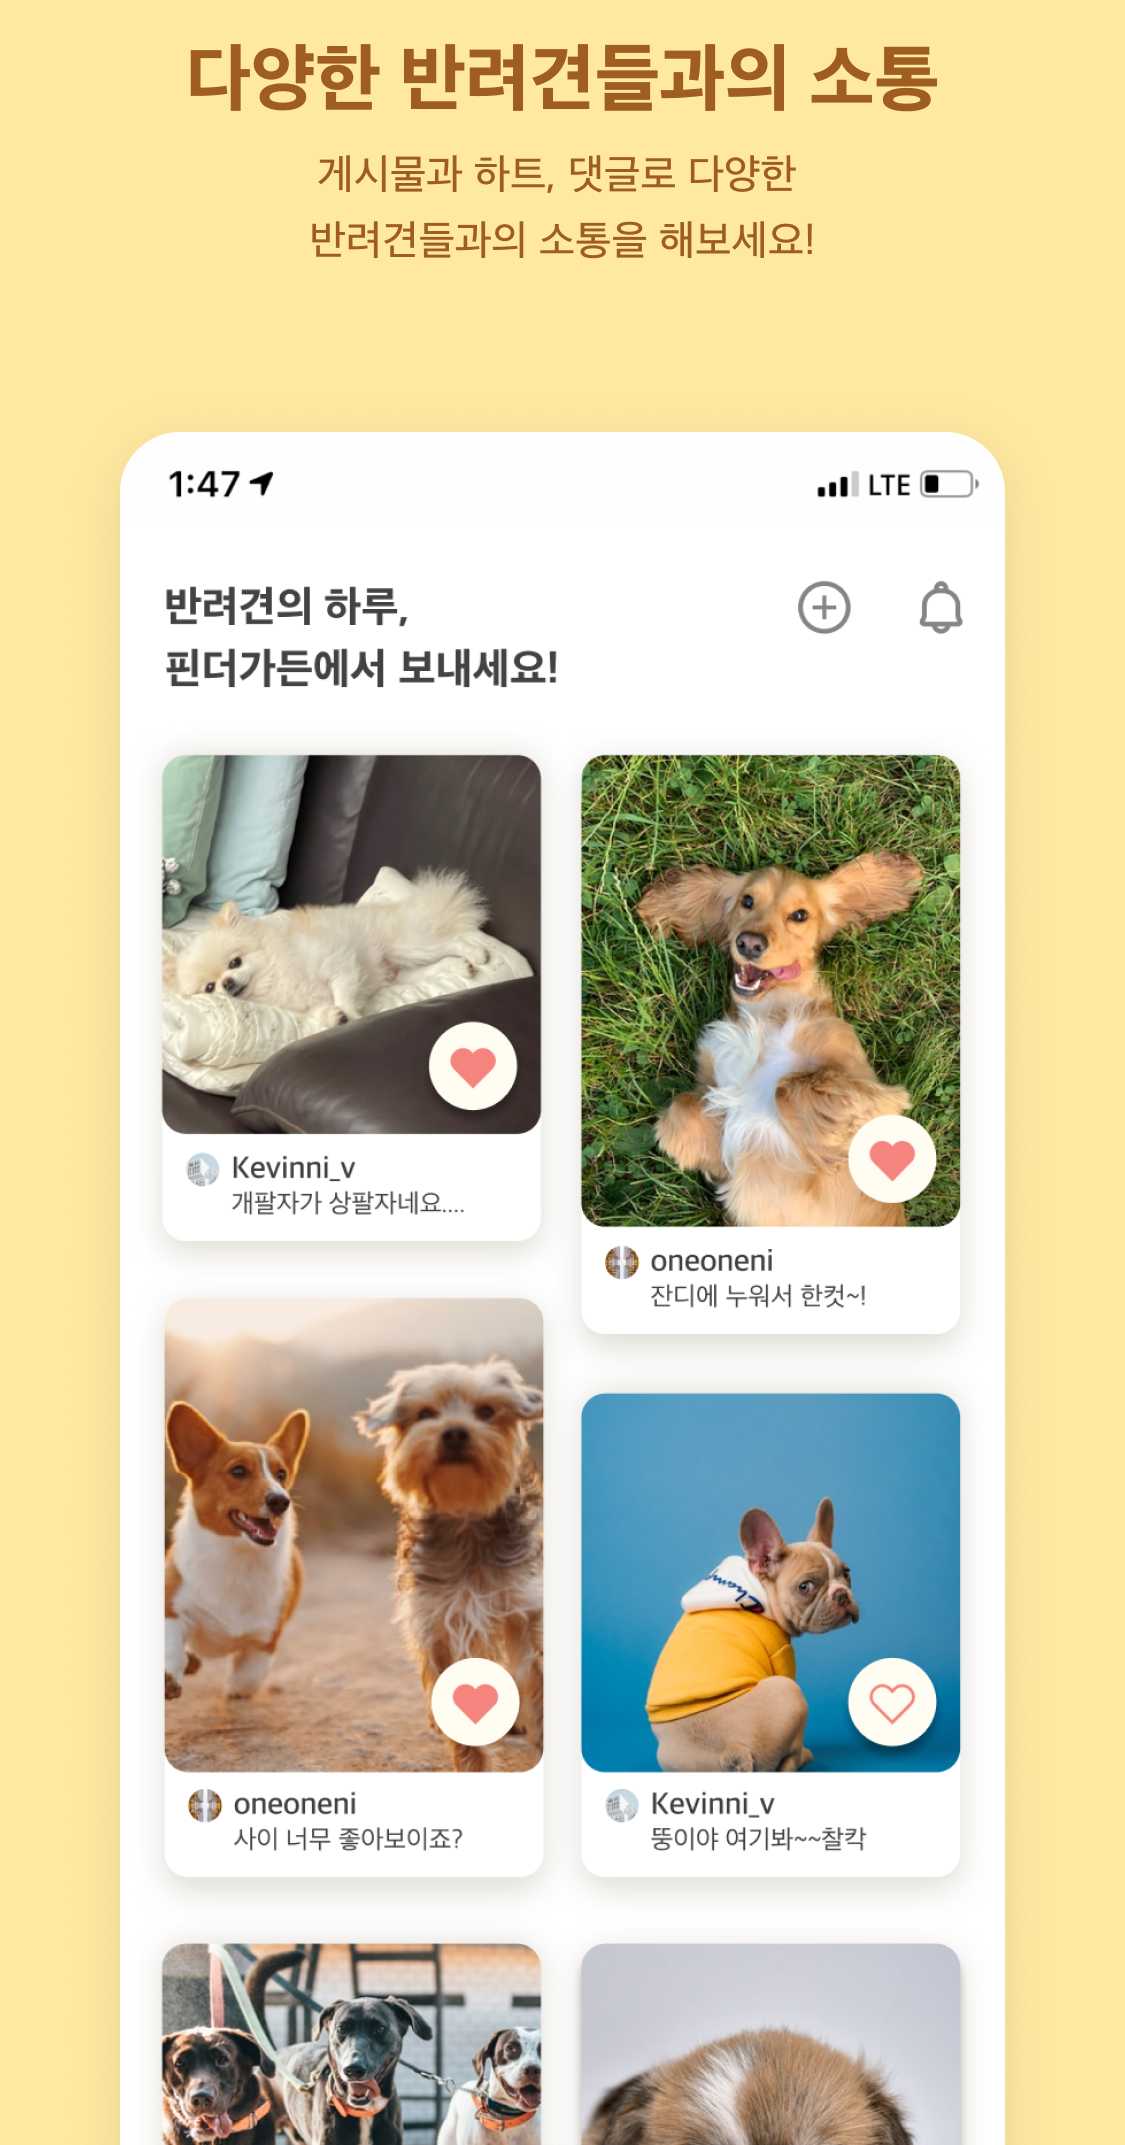 다양한 반려견들과의 소통
게시물과 하트, 댓글로 다양한
반려견들과의 소통을 해보세요!
1:47
LTE
반려견의 하루,
핀더가든에서 보내세요!
Kevinni_v
개팔자가 상팔자네요....
oneoneni
잔디에 누워서 한컷~!
Champ
oneoneni
사이 너무 좋아보이죠?
Kevinni_v
뚱이야 여기봐~~찰칵